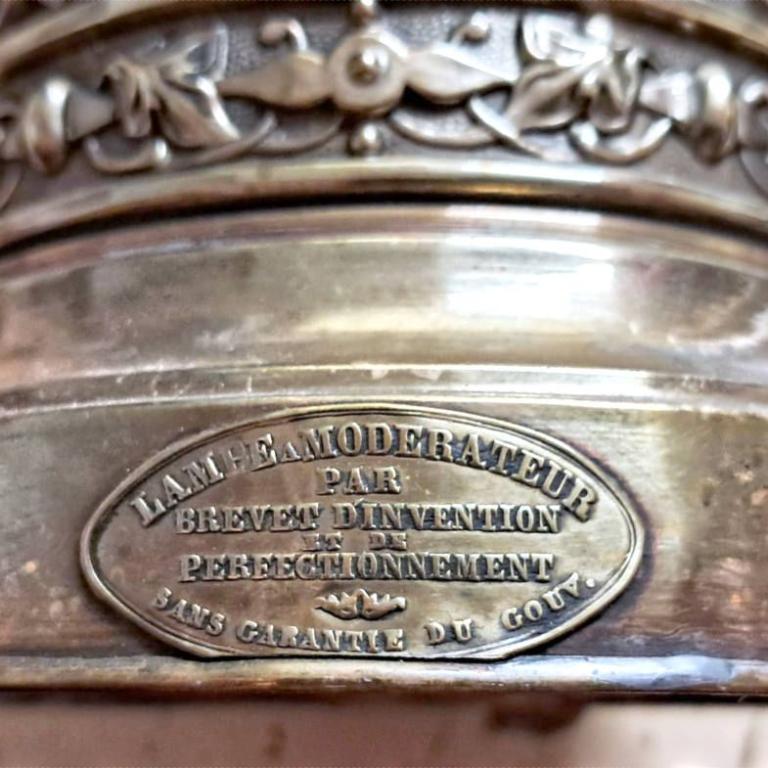 LAMPE A MODERATEUR
PAR
BREVET D'INVENTION
ET DE
PERFECTIONNEMENT
SANS GARANTIE DU GOUV.